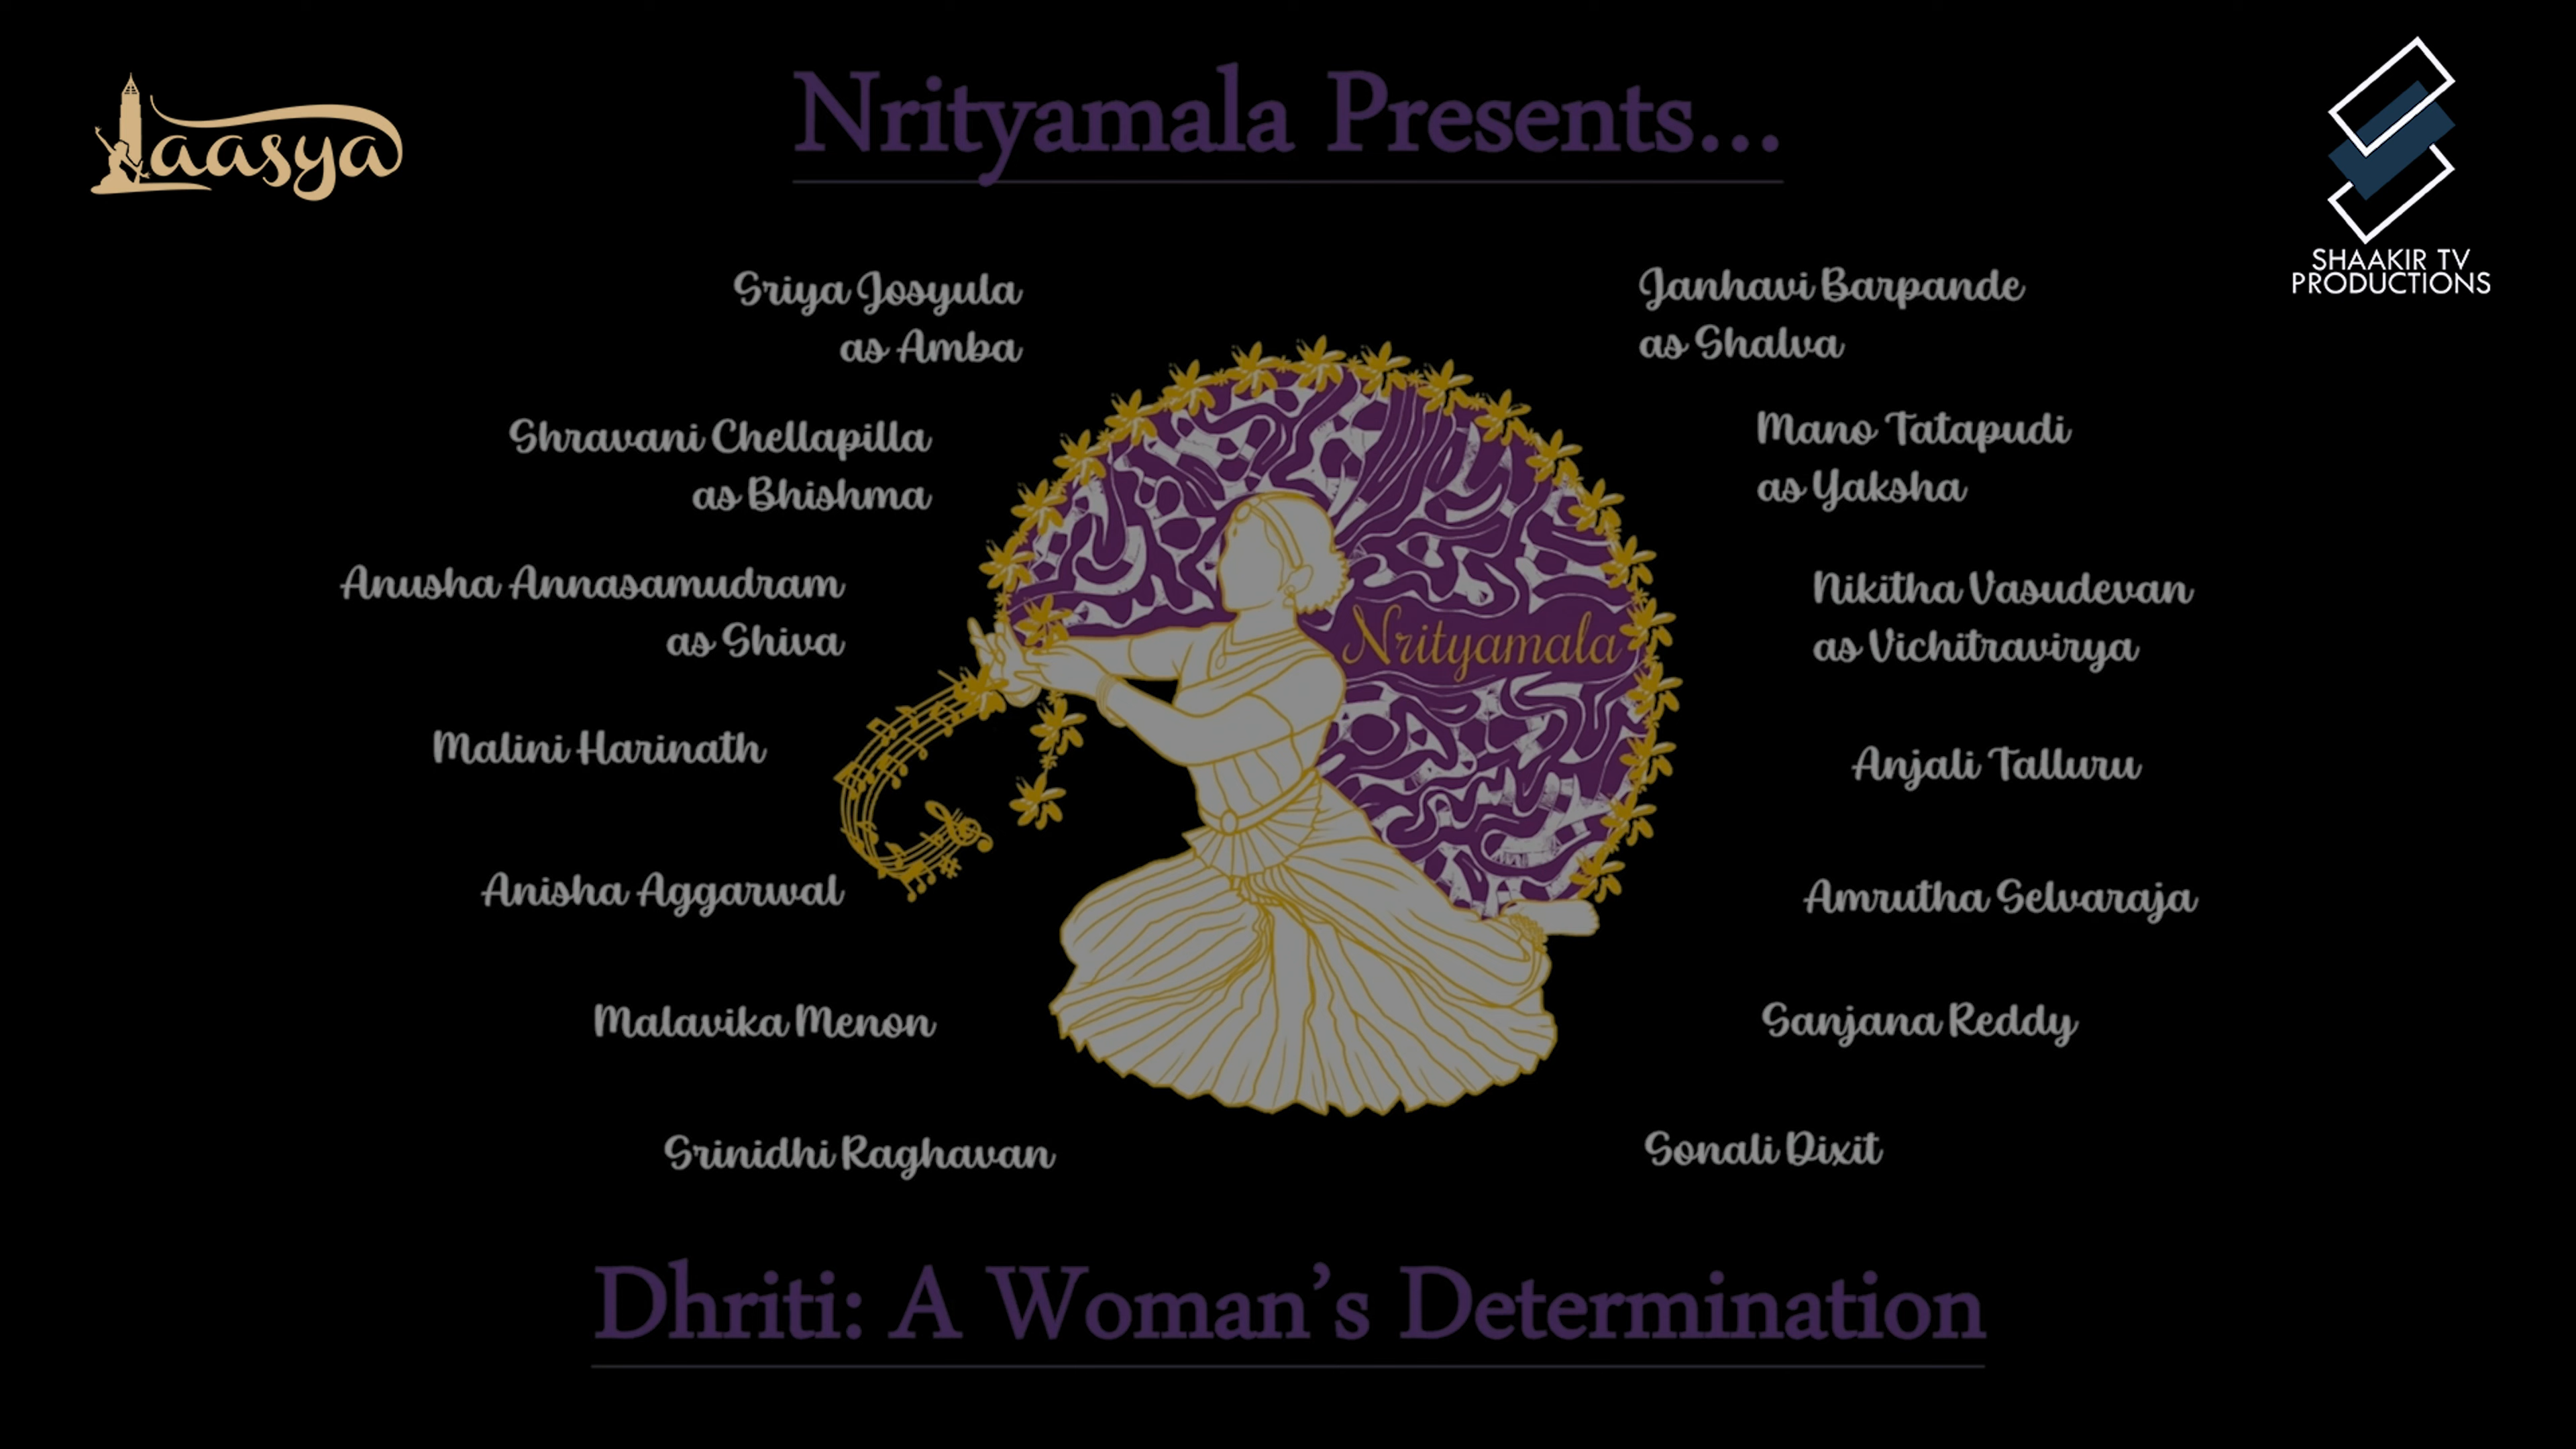 Laasya
Nrityamala Presents...
SHAAKIR TV
PRODUCTIONS
Sriya Josyula
as Amba
Shravani Chellapilla
as Bhishma
Anusha Annasamudram
as Shiva
Malini Harinath
Anisha Aggarwal
Malavika Menon
Srinidhi Raghavan
Nrityamala
Janhavi Barpande
as Shalva
Mano Tatapudi
as Yaksha
Nikitha Vasudevan
as Vichitravirya
Anjali Talluru
Amrutha Selvaraja
Sanjana Reddy
Sonali Dixit
Dhriti: A Woman’s Determination